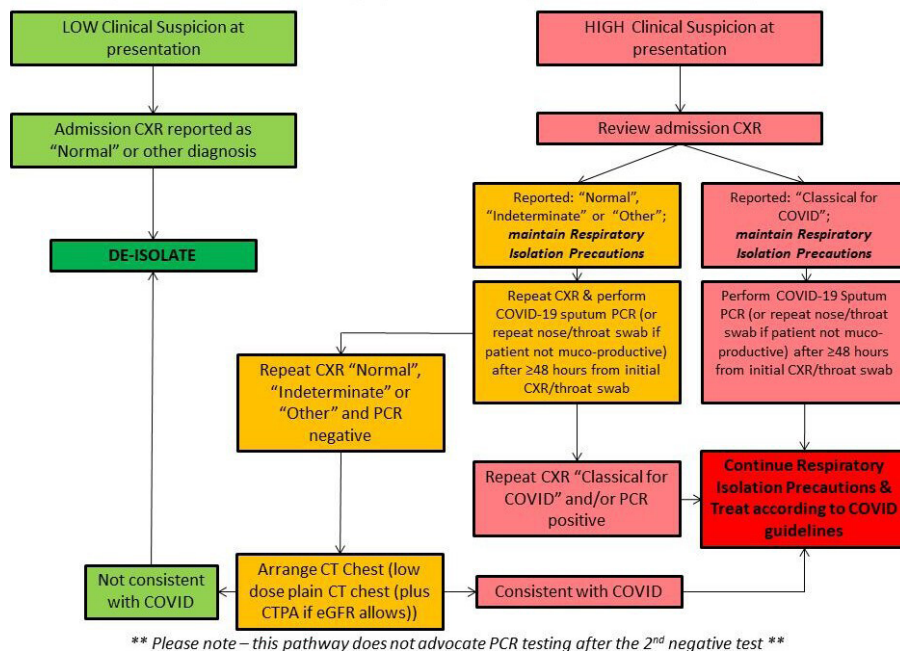 LOW Clinical Suspicion at
presentation
HIGH Clinical Suspicion at
presentation
Admission CXR reported as
“Normal” or other diagnosis
Review admission CXR
Reported: “Normal”,
“Indeterminate” or “Other”;
maintain Respiratory
Isolation Precautions
Reported: “Classical for
COVID”;
maintain Respiratory
Isolation Precautions
DE-ISOLATE
Repeat CXR & perform
COVID-19 sputum PCR (or
repeat nose/throat swab if
patient not muco-productive)
after ≥48 hours from initial
CXR/throat swab
Perform COVID-19 Sputum
PCR (or repeat nose/throat
swab if patient not muco-
productive) after ≥48 hours
from initial CXR/throat swab
Repeat CXR “Normal”,
“Indeterminate” or
“Other” and PCR
negative
Repeat CXR “Classical for
COVID” and/or PCR
positive
Continue Respiratory
Isolation Precautions &
Treat according to COVID
guidelines
Not consistent
with COVID
Arrange CT Chest (low
dose plain CT chest (plus
CTPA if eGFR allows))
Consistent with COVID
** Please note – this pathway does not advocate PCR testing after the 2nd negative test **